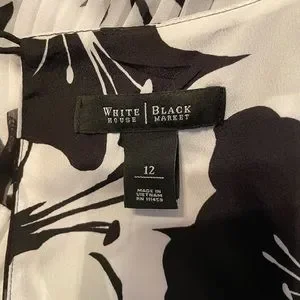 WHITE | BLACK
HOUSE | MARKET
12
MADE IN
VIETNAM
RN 111459